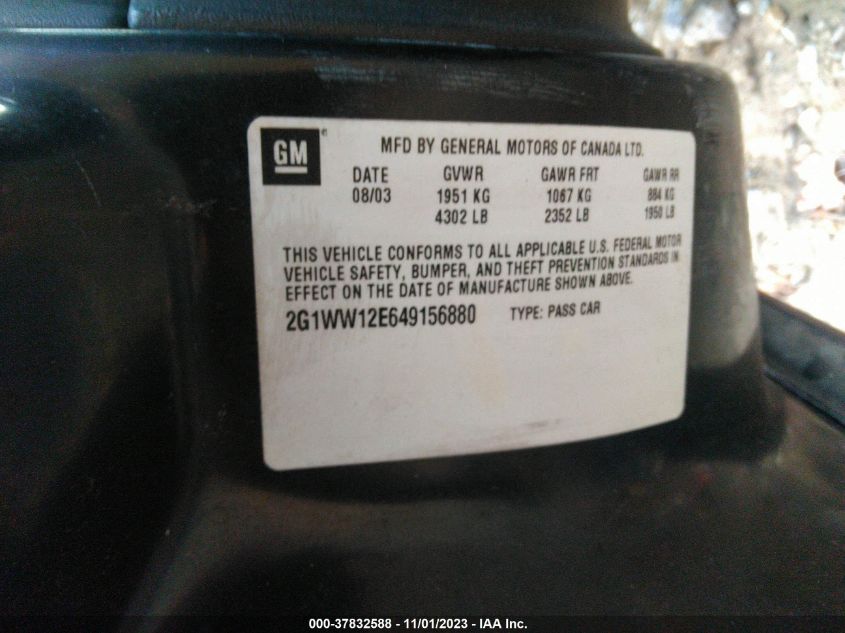 GM
MFD BY GENERAL MOTORS OF CANADA LTD.
DATE GVWR GAWR FRT GAWR RR
08/03 1951 KG 1067 KG 884 KG
4302 LB 2352 LB 1950 LB
THIS VEHICLE CONFORMS TO ALL APPLICABLE U.S. FEDERAL MOTOR
VEHICLE SAFETY, BUMPER, AND THEFT PREVENTION STANDARDS IN
EFFECT ON THE DATE OF MANUFACTURE SHOWN ABOVE.
2G1WW12E649156880 TYPE: PASS CAR
000-37832588 - 11/01/2023 - IAA Inc.